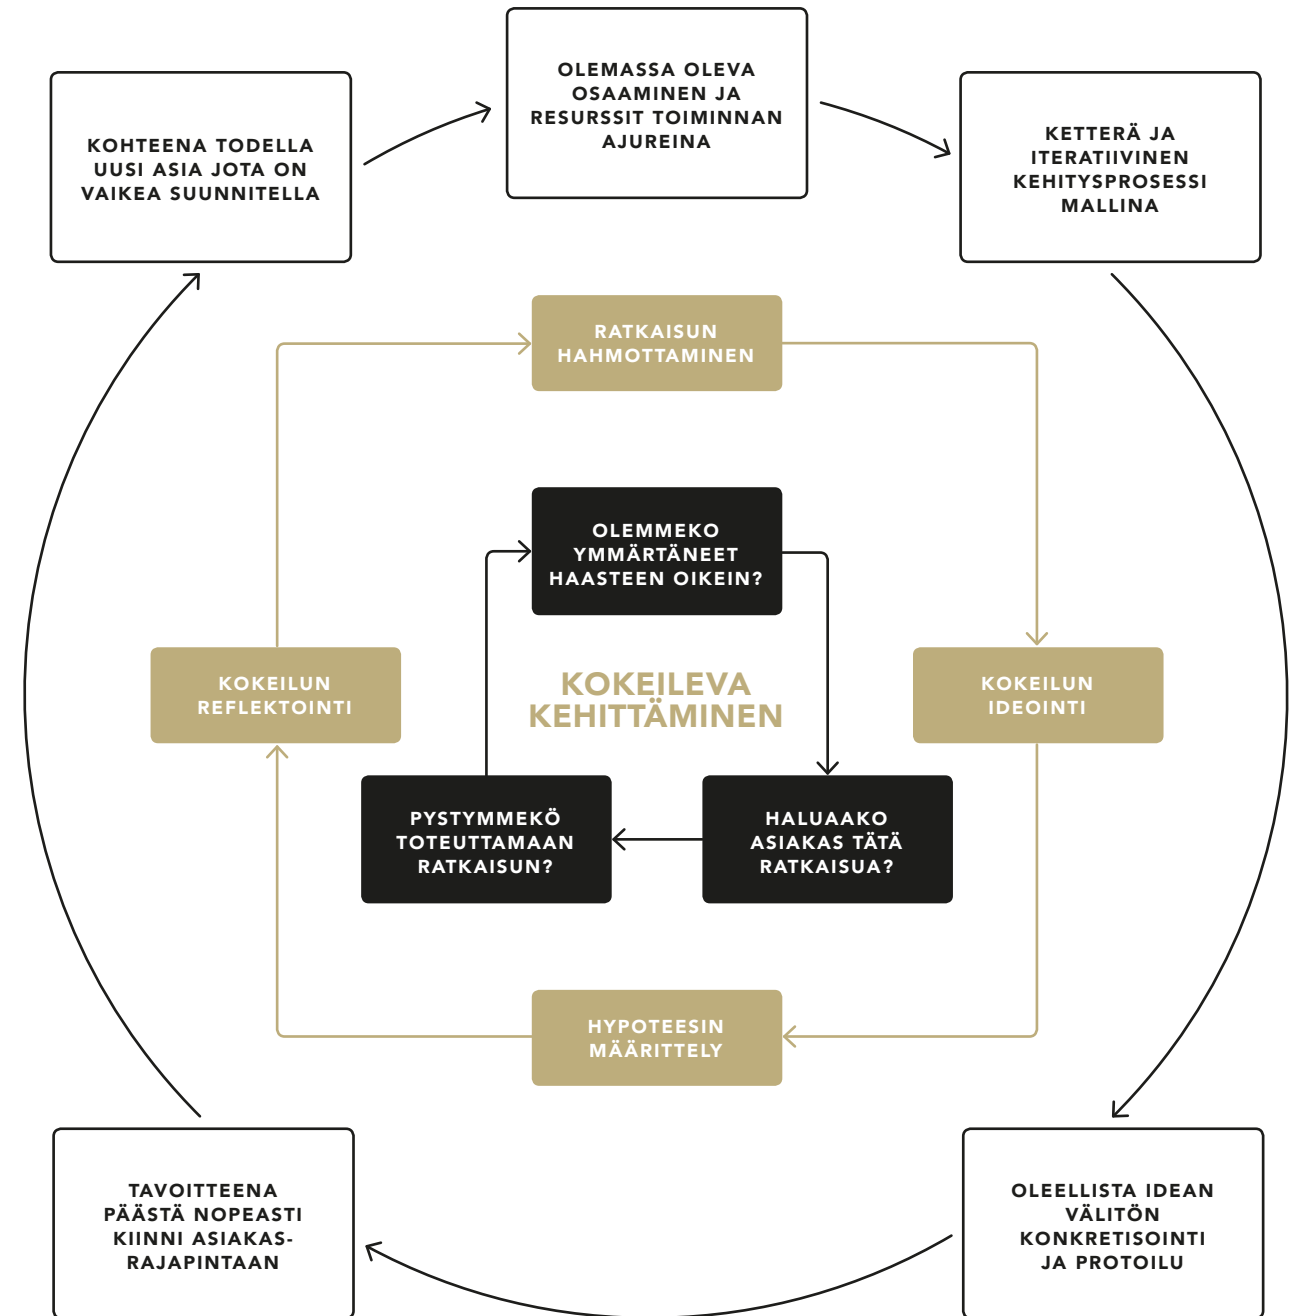 OLEMASSA OLEVA
OSAAMINEN JA
RESURSSIT TOIMINNAN
AJUREINA
KOHTEENA TODELLA
UUSI ASIA JOTA ON
VAIKEA SUUNNITELLA
KETTERÄ JA
ITERATIIVINEN
KEHITYSPROSESSI
MALLINA
RATKAISUN
HAHMOTTAMINEN
OLEMMEKO
YMMÄRTÄNEET
HAASTEEN OIKEIN?
KOKEILUN
REFLEKTOINTI
KOKEILEVA
KEHITTÄMINEN
KOKEILUN
IDEOINTI
PYSTYMMEKÖ
TOTEUTTAMAAN
RATKAISUN?
HALUAAKO
ASIAKAS TÄTÄ
RATKAISUA?
HYPOTEESIN
MÄÄRITTELY
TAVOITTEENA
PÄÄSTÄ NOPEASTI
KIINNI ASIAKAS-
RAJAPINTAAN
OLEELLISTA IDEAN
VÄLITÖN
KONKRETISOINTI
JA PROTOILU